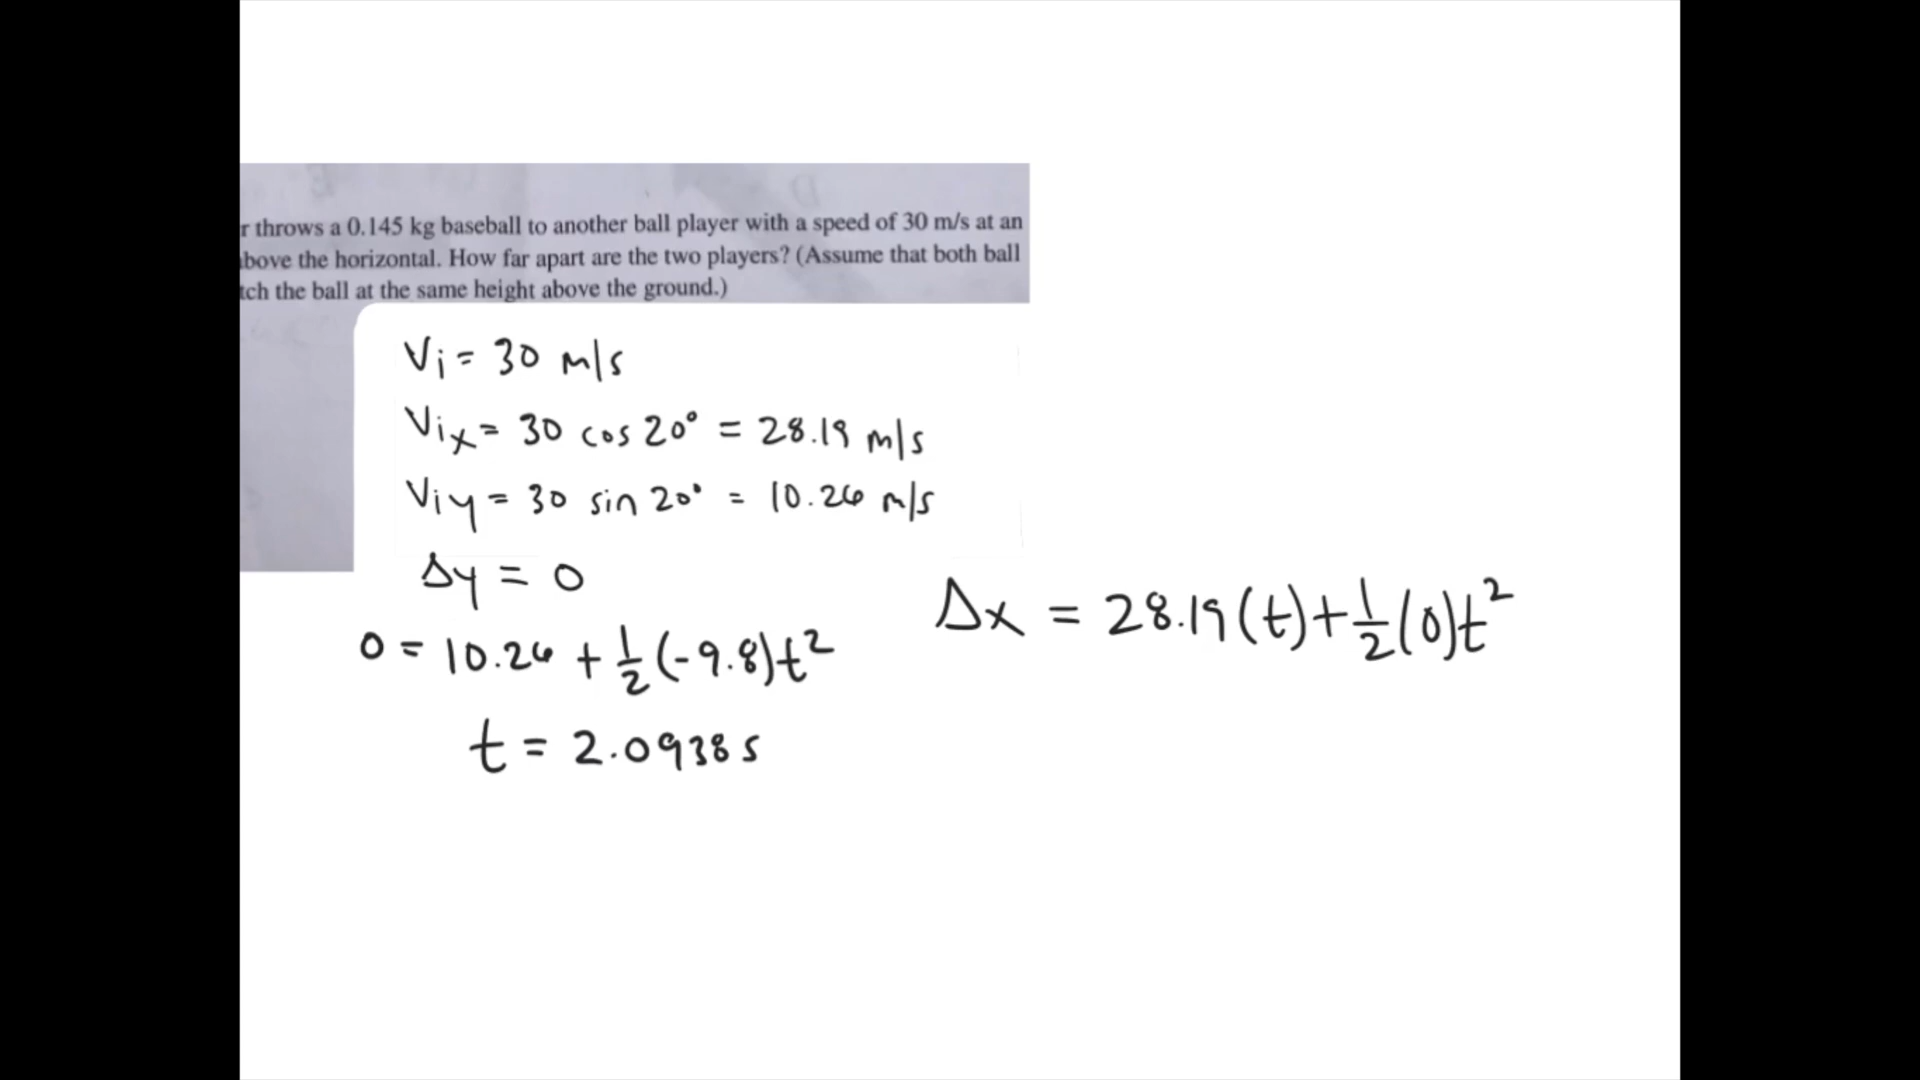 r throws a 0.145 kg baseball to another ball player with a speed of 30 m/s at an
bove the horizontal. How far apart are the two players? (Assume that both ball
tch the ball at the same height above the ground.)
Vi = 30 m/s
Vix = 30 cos 20° = 28.19 m/s
Viy = 30 sin 20° = 10.26 m/s
Δy = 0
0 = 10.26 + 1/2 (-9.8)t²
Δx = 28.19 (t) + 1/2 (0)t²
t = 2.0938 s